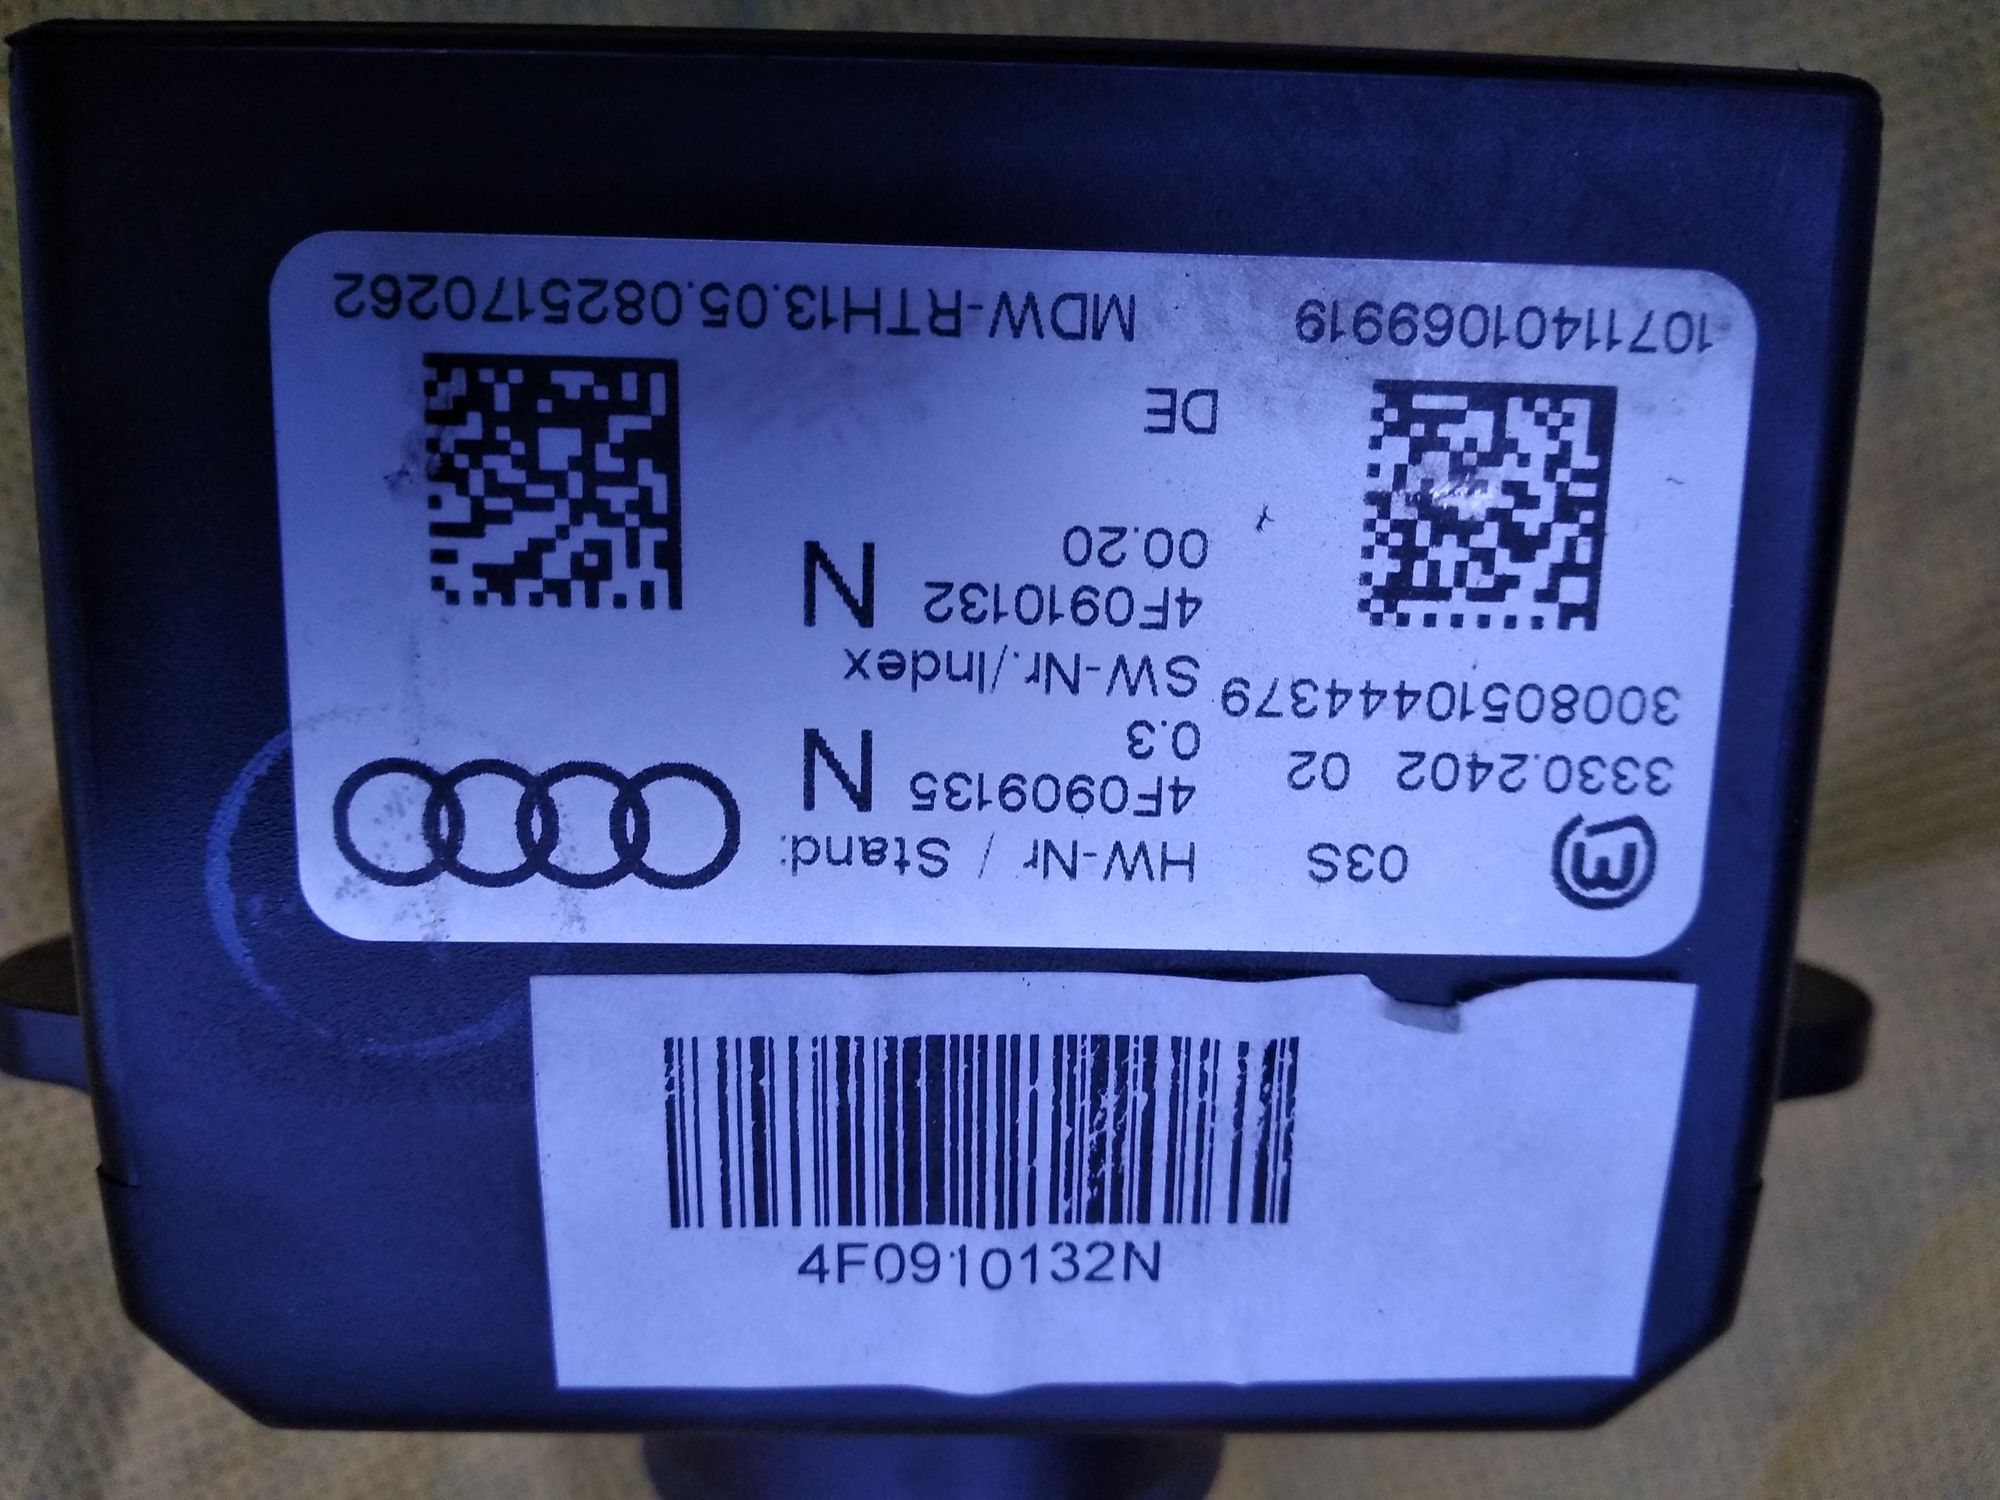 03S
3330.2402 02
30080510444379
HW-Nr / Stand:
4F0909135 N
0.3
SW-Nr./Index
4F0910132 N
00.20
DE
10711401069919
MDW-RTH13.05.0825170262
4F0910132N